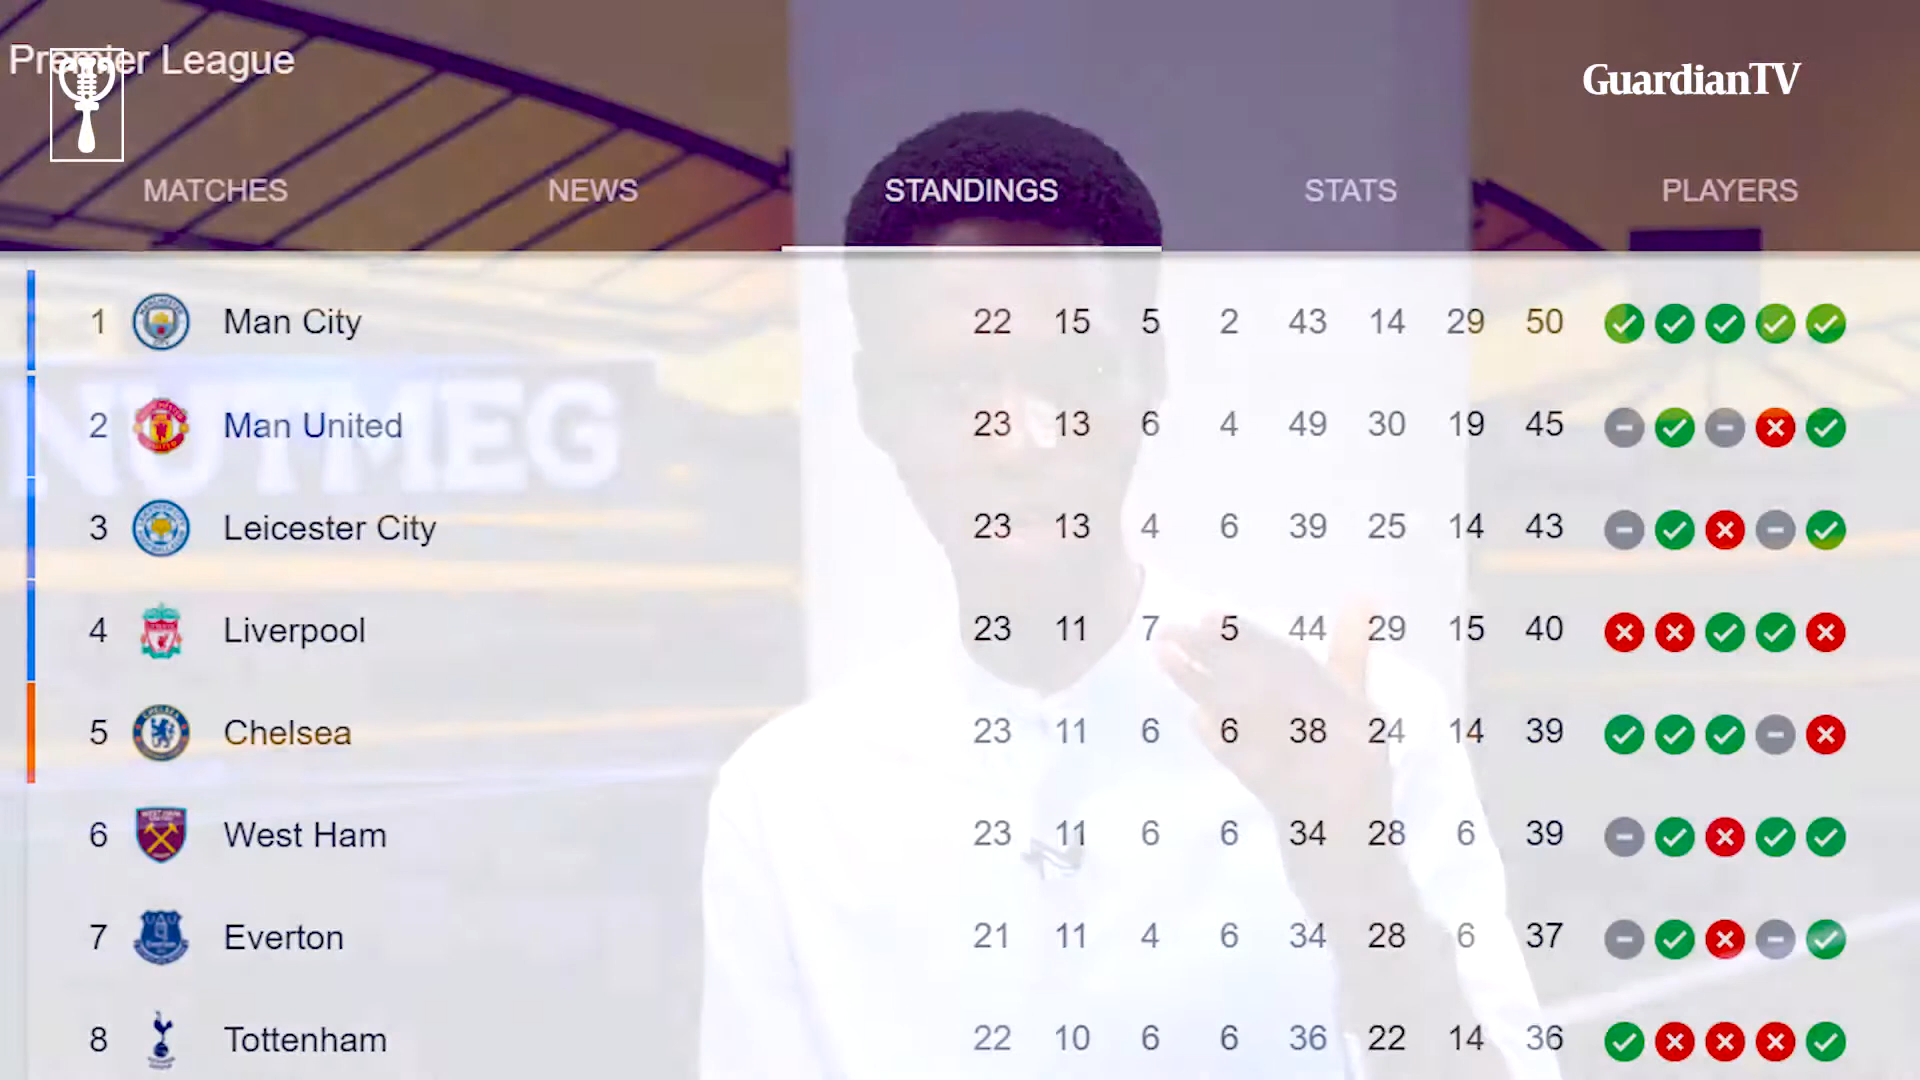 Premier League
GuardianTV
MATCHES NEWS STANDINGS STATS PLAYERS
1 Man City 22 15 5 2 43 14 29 50
NUTMEG
2 Man United 23 13 6 4 49 30 19 45
3 Leicester City 23 13 4 6 39 25 14 43
4 Liverpool 23 11 7 5 44 29 15 40
5 Chelsea 23 11 6 6 38 24 14 39
6 West Ham 23 11 6 6 34 28 6 39
7 Everton 21 11 4 6 34 28 6 37
8 Tottenham 22 10 6 6 36 22 14 36